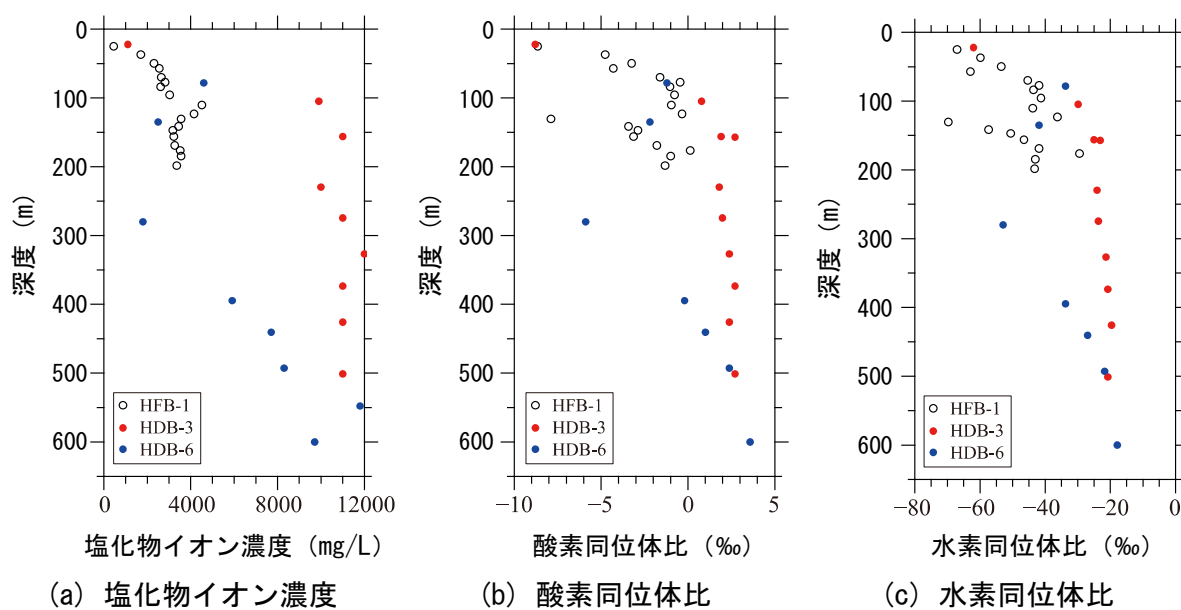 0
100
200
300
400
500
600
深度 (m)
HFB-1
HDB-3
HDB-6
0 4000 8000 12000
塩化物イオン濃度 (mg/L)
(a) 塩化物イオン濃度
0
100
200
300
400
500
600
深度 (m)
HFB-1
HDB-3
HDB-6
−10 −5 0 5
酸素同位体比 (‰)
(b) 酸素同位体比
0
100
200
300
400
500
600
深度 (m)
HFB-1
HDB-3
HDB-6
−80 −60 −40 −20 0
水素同位体比 (‰)
(c) 水素同位体比